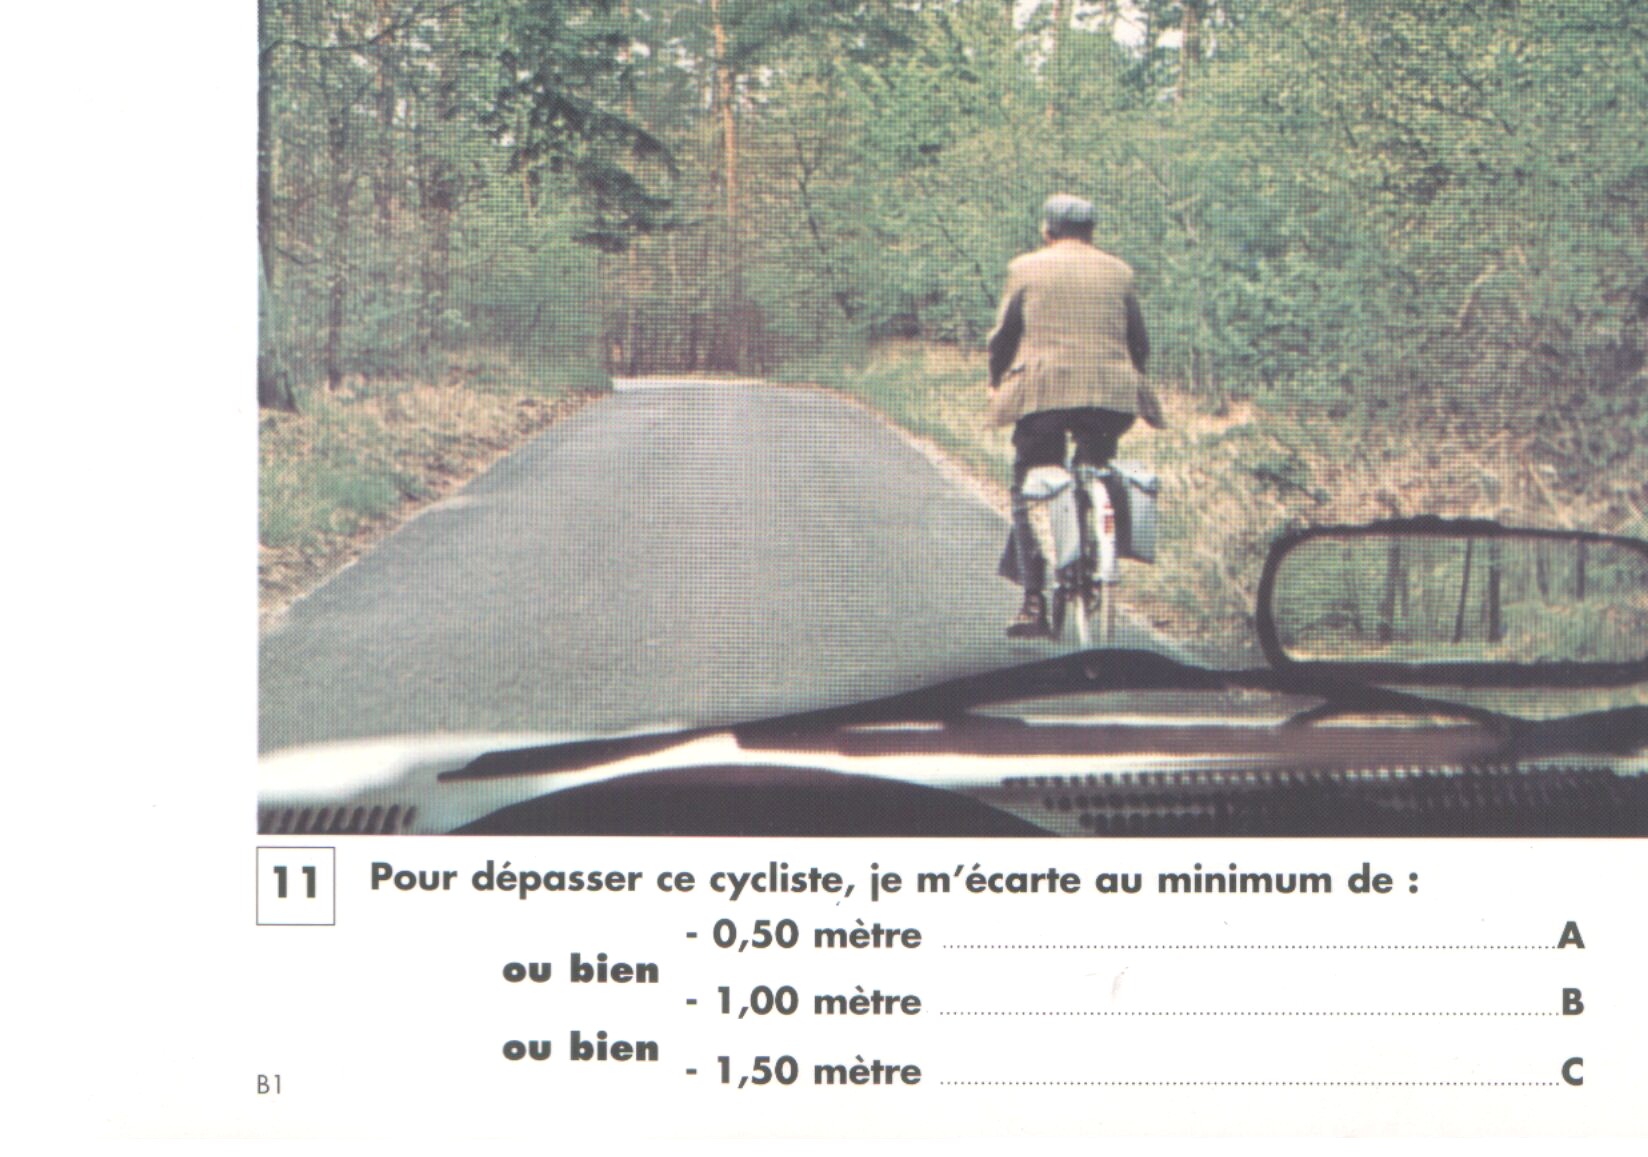 11 Pour dépasser ce cycliste, je m'écarte au minimum de :
- 0,50 mètre A
ou bien
- 1,00 mètre B
ou bien
- 1,50 mètre C
B1